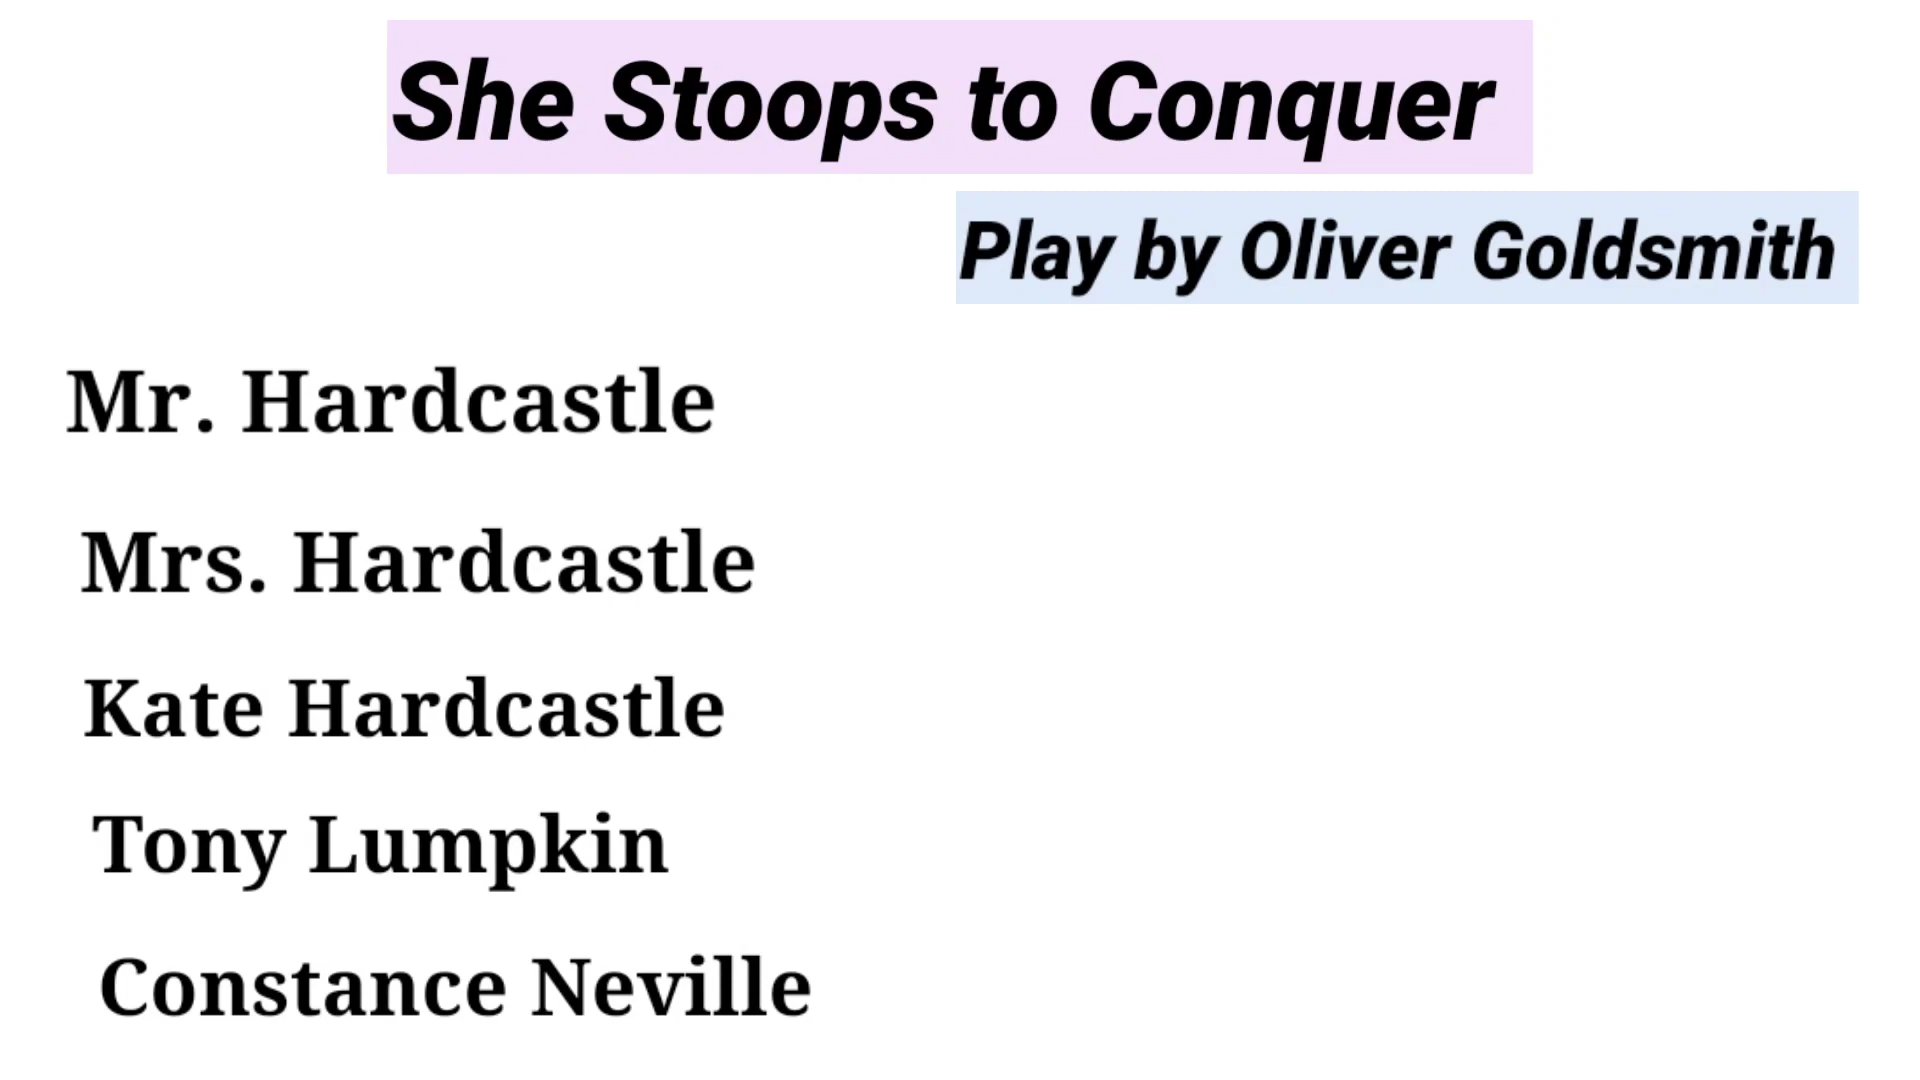 She Stoops to Conquer
Play by Oliver Goldsmith
Mr. Hardcastle
Mrs. Hardcastle
Kate Hardcastle
Tony Lumpkin
Constance Neville